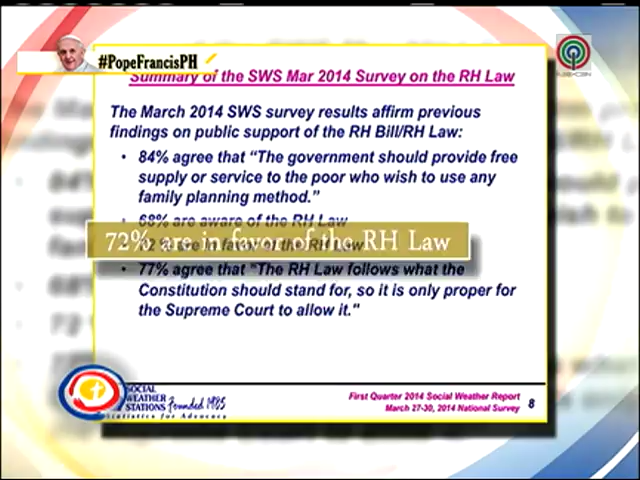 #PopeFrancisPH
ABS-CBN
Summary of the SWS Mar 2014 Survey on the RH Law
The March 2014 SWS survey results affirm previous
findings on public support of the RH Bill/RH Law:
• 84% agree that "The government should provide free
supply or service to the poor who wish to use any
family planning method."
• 68% are aware of the RH Law
72% are in favor of the RH Law
• 77% agree that "The RH Law follows what the
Constitution should stand for, so it is only proper for
the Supreme Court to allow it."
SOCIAL
WEATHER
STATIONS Founded 1985
Statistics for Advocacy
First Quarter 2014 Social Weather Report
March 27-30, 2014 National Survey 8